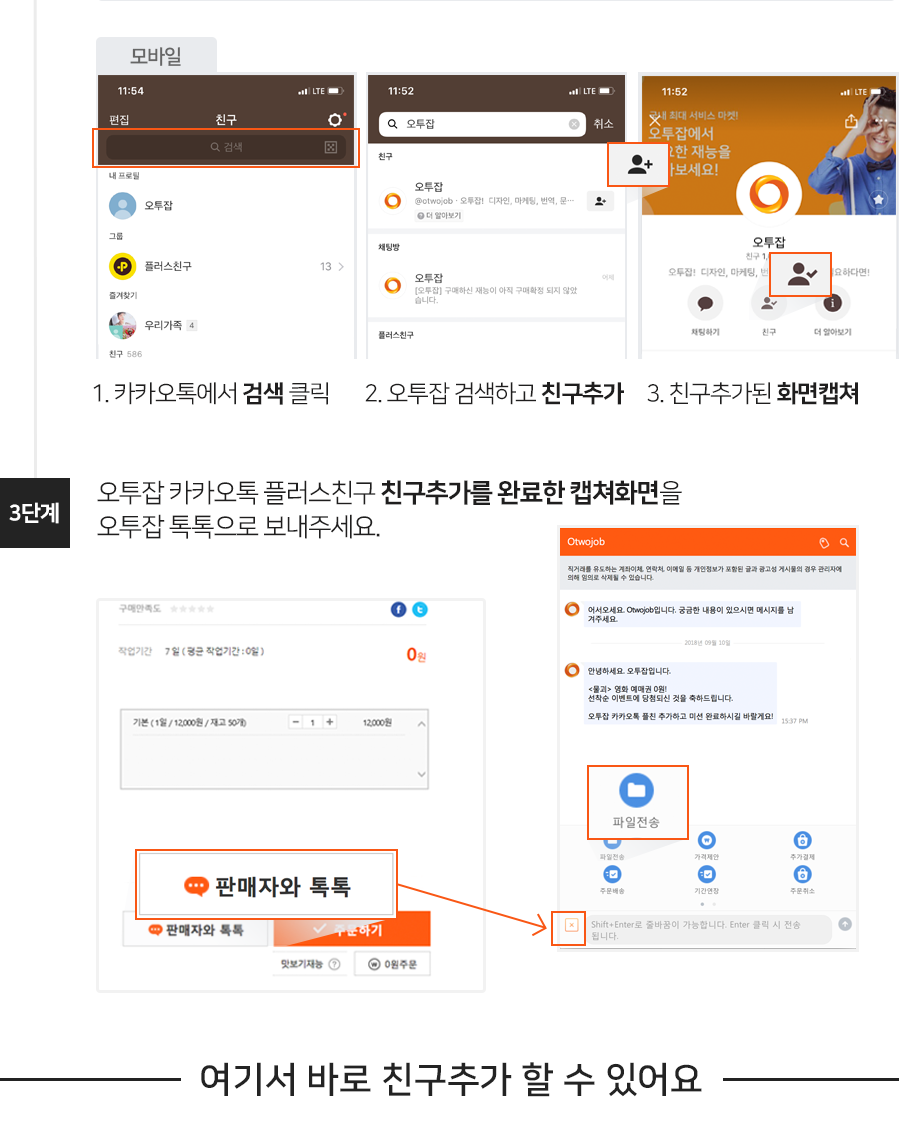 모바일
11:54
LTE
편집
친구
검색
내 프로필
오투잡
그룹
플러스친구
13
즐겨찾기
우리가족 4
친구 586
11:52
LTE
오투잡
취소
친구
오투잡
@otwojob · 오투잡! 디자인, 마케팅, 번역, 문…
더 알아보기
채팅방
오투잡
어제
[오투잡] 구매하신 재능이 아직 구매확정 되지 않았
습니다.
플러스친구
11:52
LTE
국내 최대 서비스 마켓!
오투잡에서
요한 재능을
아보세요!
오투잡
친구 1,
오투잡! 디자인, 마케팅, 번
요하다면!
채팅하기
친구
더 알아보기
1. 카카오톡에서 검색 클릭
2. 오투잡 검색하고 친구추가
3. 친구추가된 화면캡쳐
3단계
오투잡 카카오톡 플러스친구 친구추가를 완료한 캡쳐화면을
오투잡 톡톡으로 보내주세요.
구매만족도
작업기간 7일 ( 평균 작업기간 : 0일 )
0원
기본 ( 1일 / 12,000원 / 재고 50개)
1
12,000원
판매자와 톡톡
판매자와 톡톡
주문하기
맛보기재능
0원주문
Otwojob
직거래를 유도하는 계좌이체, 연락처, 이메일 등 개인정보가 포함된 글과 광고성 게시물의 경우 관리자에
의해 임의로 삭제될 수 있습니다.
어서오세요. Otwojob입니다. 궁금한 내용이 있으시면 메시지를 남
겨주세요.
2018년 09월 10일
안녕하세요. 오투잡입니다.
<물괴> 영화 예매권 0원!
선착순 이벤트에 당첨되신 것을 축하드립니다.
오투잡 카카오톡 플친 추가하고 미션 완료하시길 바랄게요!
15:37 PM
파일전송
파일전송
가격제안
추가결제
주문배송
기간연장
주문취소
Shift+Enter로 줄바꿈이 가능합니다. Enter 클릭 시 전송
됩니다.
여기서 바로 친구추가 할 수 있어요